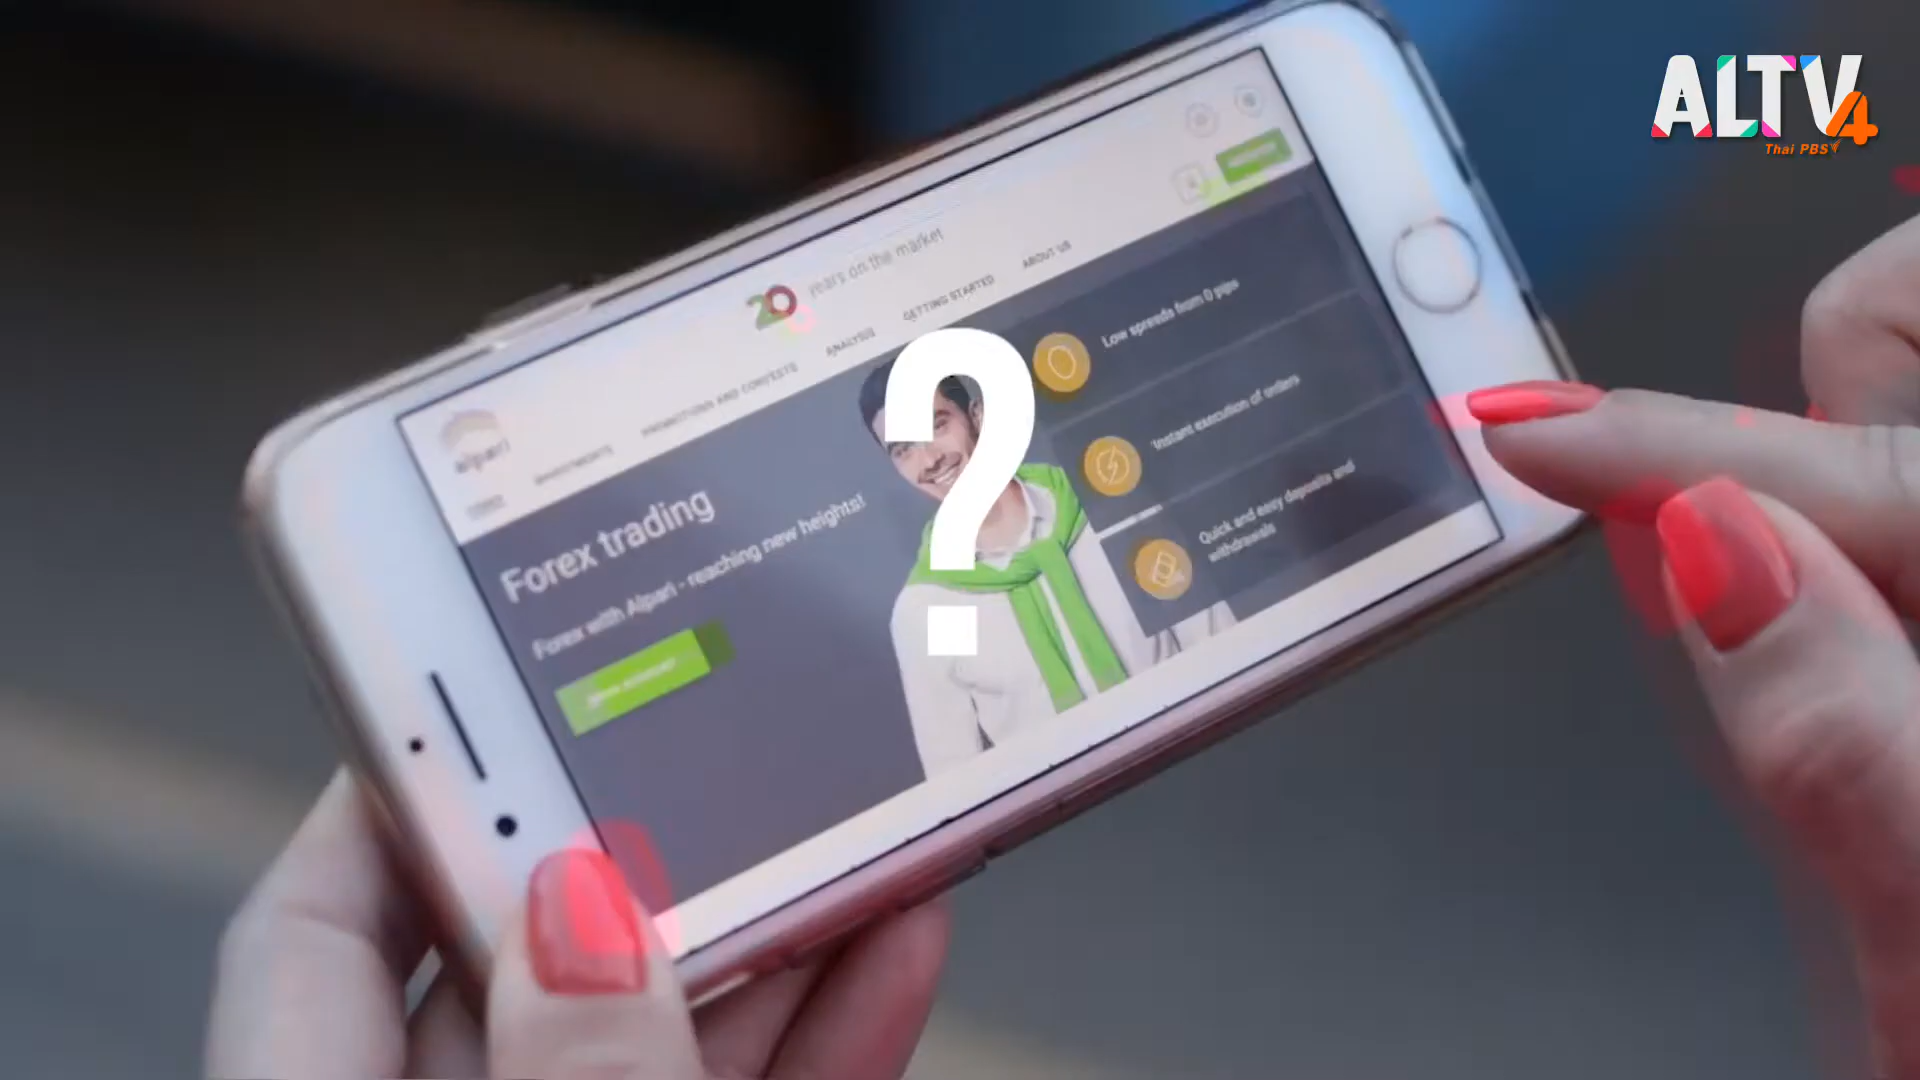 ALTV4
Thai PBS
20 years on the market
PROMOTIONS AND CONTESTS
ANALYSIS
GETTING STARTED
ABOUT US
alpari
Forex trading
Forex with Alpari - reaching new heights!
Low spreads from 0 pips
Instant execution of orders
Quick and easy deposits and
withdrawals
?